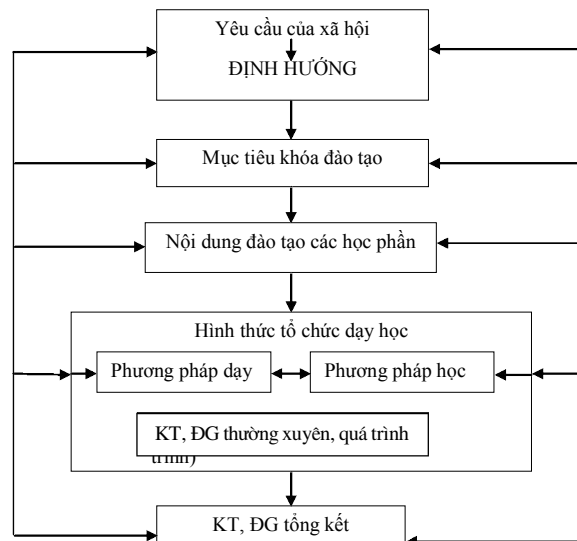 Yêu cầu của xã hội
ĐỊNH HƯỚNG
Mục tiêu khóa đào tạo
Nội dung đào tạo các học phần
Hình thức tổ chức dạy học
Phương pháp dạy
Phương pháp học
KT, ĐG thường xuyên, quá trình
trình)
KT, ĐG tổng kết